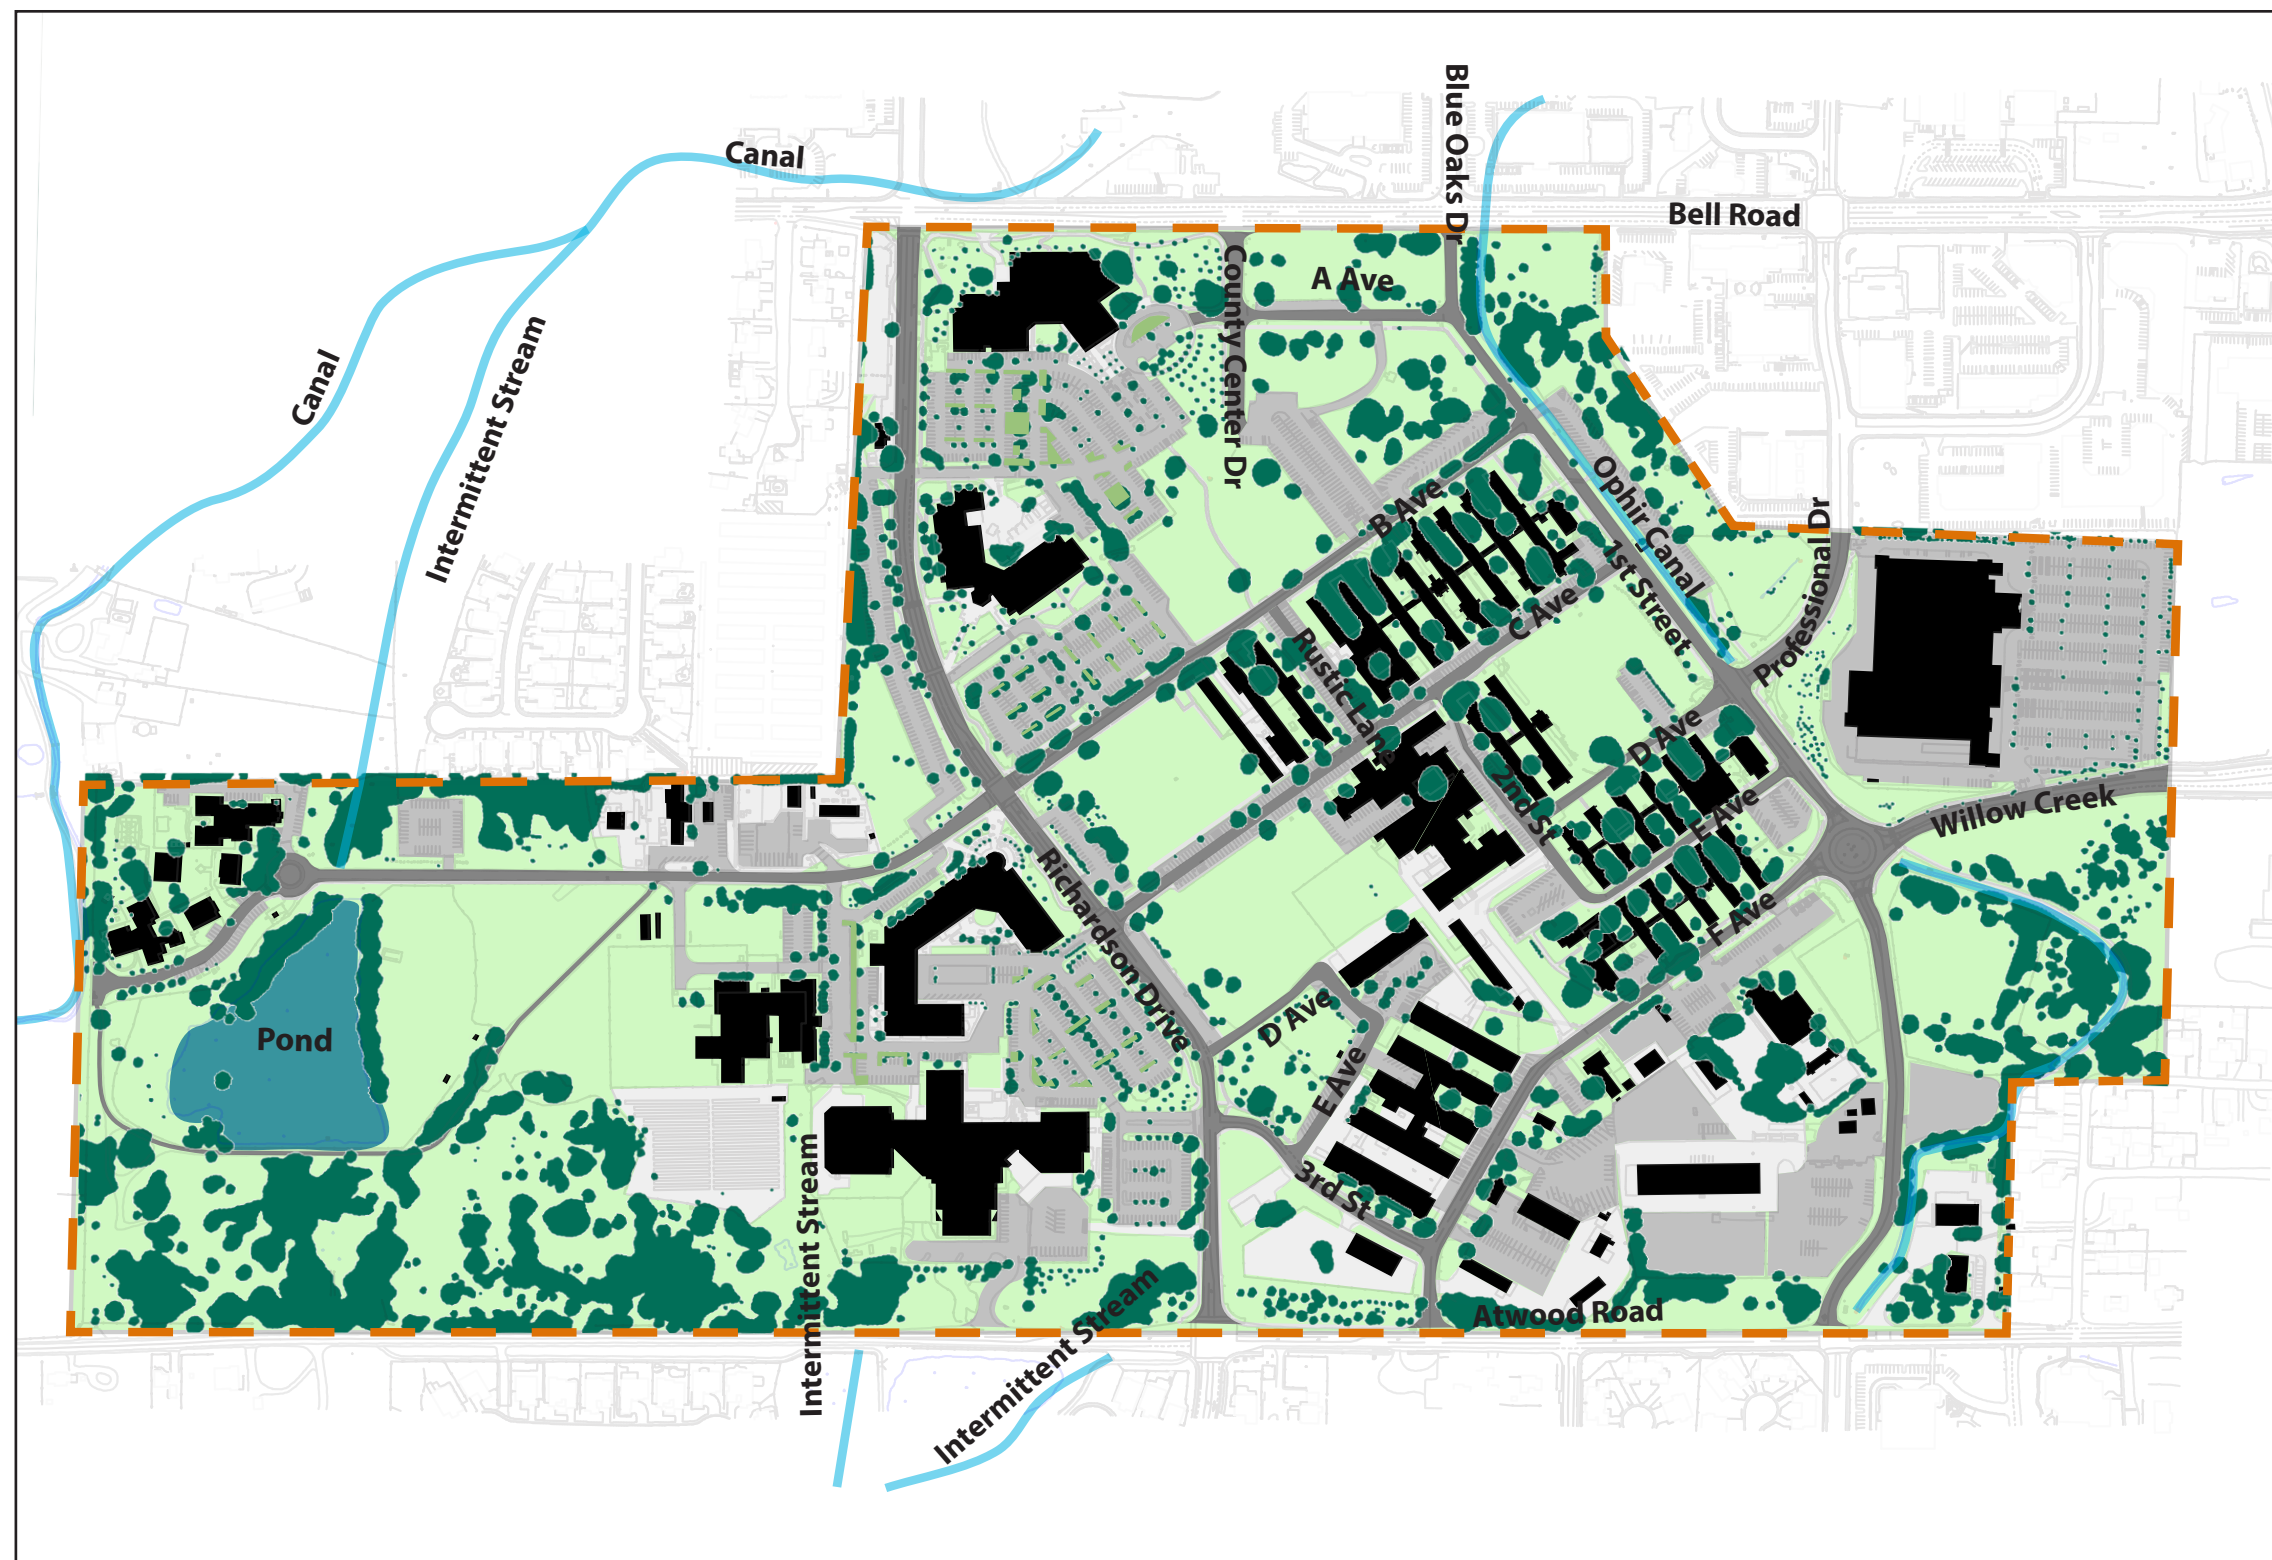 Blue Oaks Dr
Canal
Bell Road
County Center Dr
A Ave
Canal
Intermittent Stream
B Ave
Ophir Canal
Professional Dr
1st Street
C Ave
Rustic Lane
D Ave
2nd St
E Ave
Willow Creek
Richardson Drive
F Ave
Pond
D Ave
E Ave
3rd St
Intermittent Stream
Intermittent Stream
Atwood Road